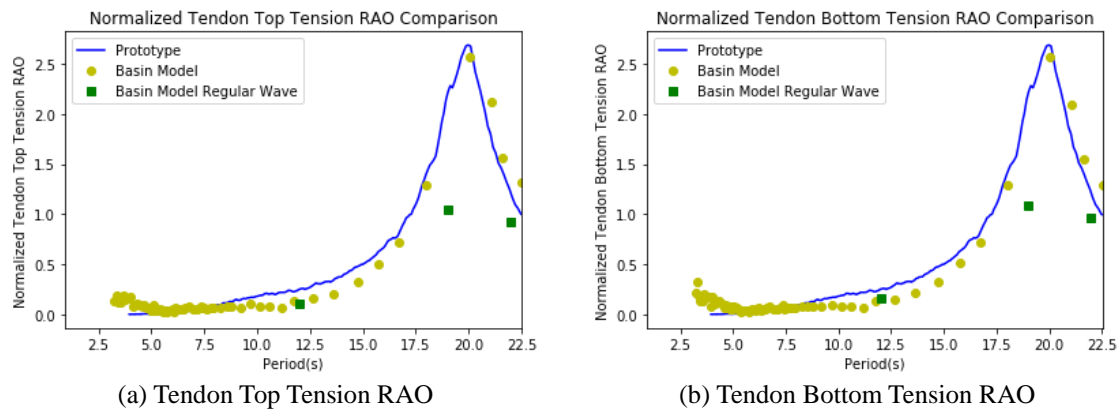 Normalized Tendon Top Tension RAO Comparison
Normalized Tendon Top Tension RAO
2.5
2.0
1.5
1.0
0.5
0.0
Prototype
Basin Model
Basin Model Regular Wave
2.5 5.0 7.5 10.0 12.5 15.0 17.5 20.0 22.5
Period(s)
(a) Tendon Top Tension RAO
Normalized Tendon Bottom Tension RAO Comparison
Normalized Tendon Bottom Tension RAO
2.5
2.0
1.5
1.0
0.5
0.0
Prototype
Basin Model
Basin Model Regular Wave
2.5 5.0 7.5 10.0 12.5 15.0 17.5 20.0 22.5
Period(s)
(b) Tendon Bottom Tension RAO